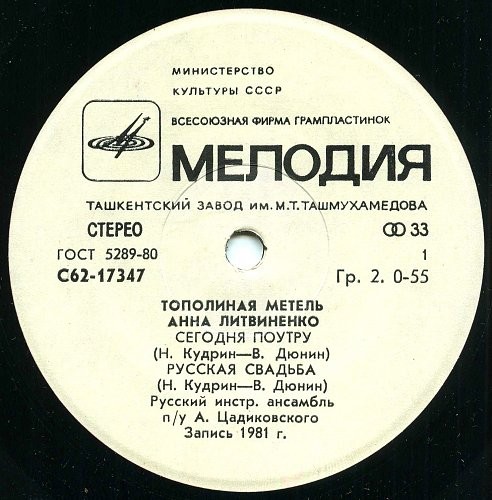 МИНИСТЕРСТВО
КУЛЬТУРЫ СССР
ВСЕСОЮЗНАЯ ФИРМА ГРАМПЛАСТИНОК
МЕЛОДИЯ
ТАШКЕНТСКИЙ ЗАВОД ИМ. М.Т. ТАШМУХАМЕДОВА
СТЕРЕО 33
ГОСТ 5289-80 1
С62-17347 Гр. 2. 0-55
ТОПОЛИНАЯ МЕТЕЛЬ
АННА ЛИТВИНЕНКО
СЕГОДНЯ ПОУТРУ
(Н. Кудрин—В. Дюнин)
РУССКАЯ СВАДЬБА
(Н. Кудрин—В. Дюнин)
Русский инстр. ансамбль
п/у А. Цадиковского
Запись 1981 г.